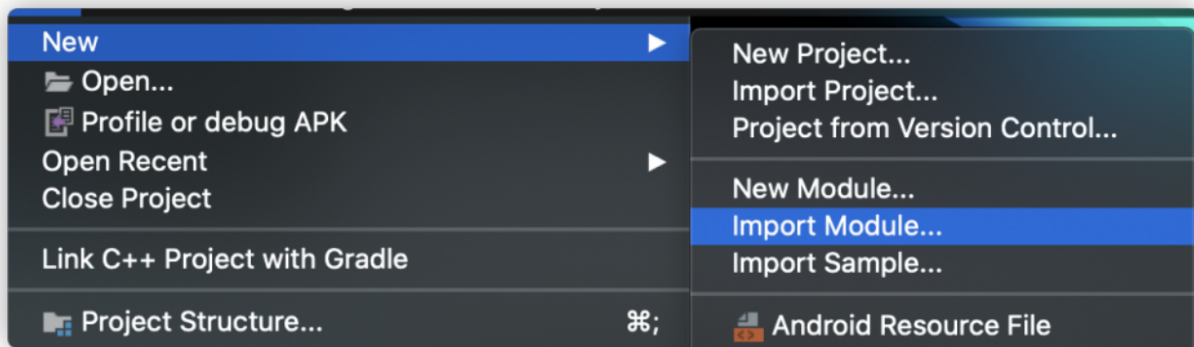 New
Open...
Profile or debug APK
Open Recent
Close Project
Link C++ Project with Gradle
Project Structure... ⌘;
New Project...
Import Project...
Project from Version Control...
New Module...
Import Module...
Import Sample...
Android Resource File